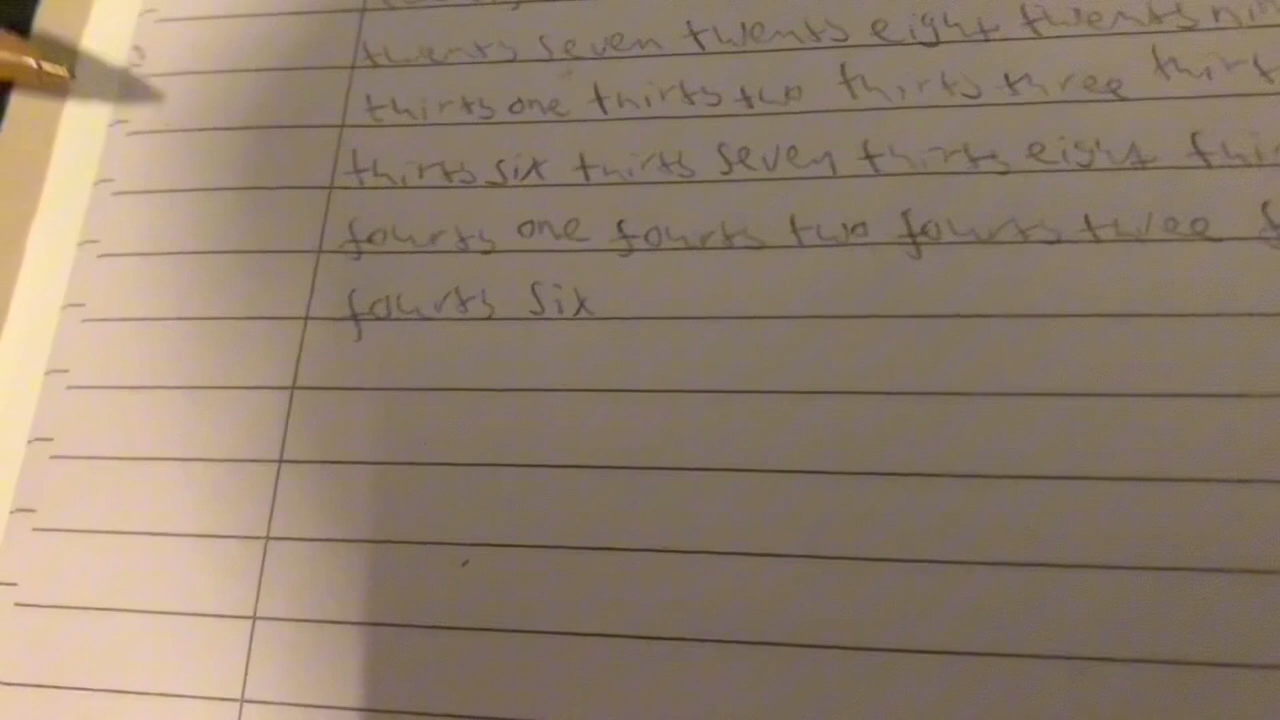 twenty seven twenty eight twenty
thirty one thirty two thirty three
thirty six thirty seven thirty eight
fourty one fourty two fourty three
fourty six